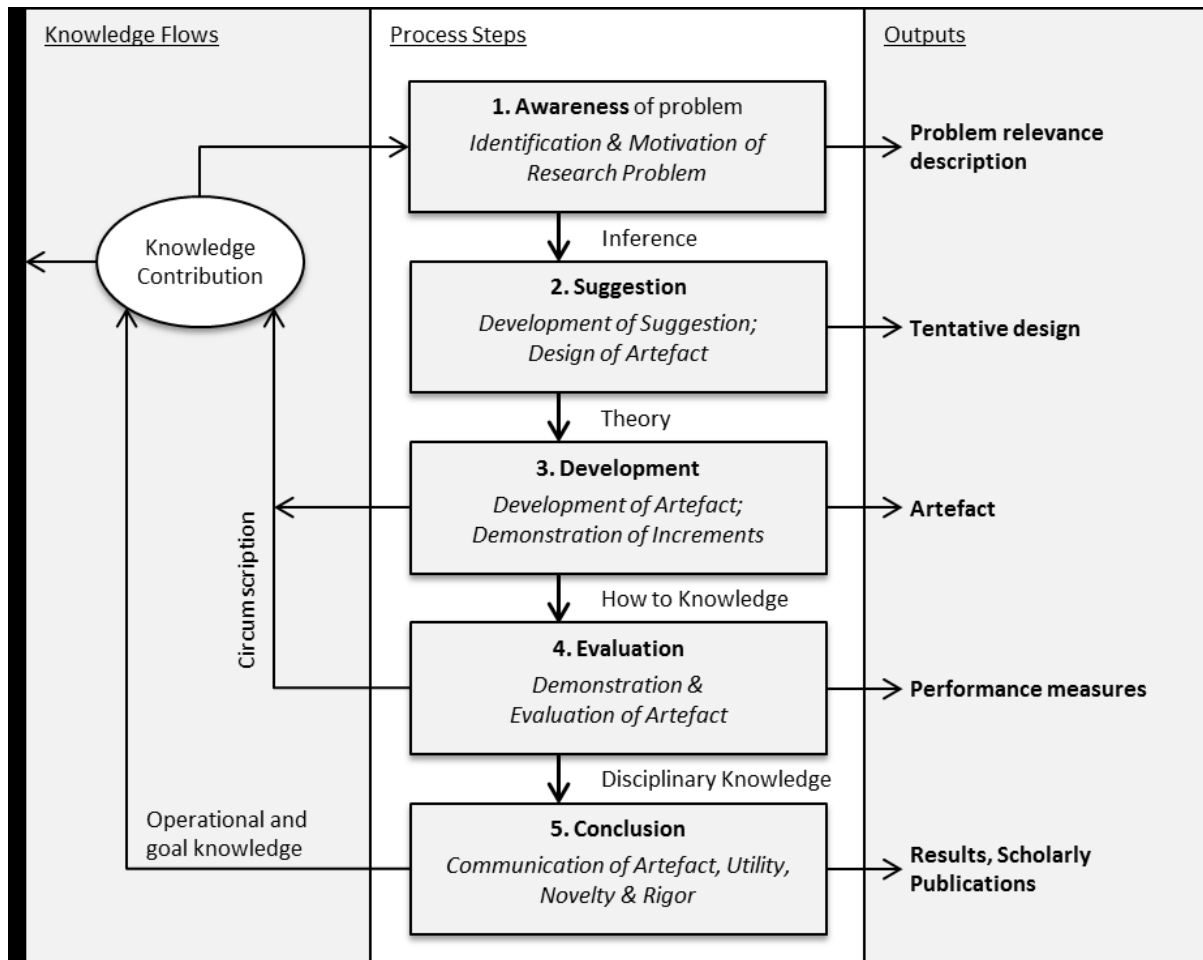 Knowledge Flows
Process Steps
Outputs
1. Awareness of problem
Identification & Motivation of
Research Problem
Problem relevance
description
Knowledge
Contribution
Inference
2. Suggestion
Development of Suggestion;
Design of Artefact
Tentative design
Theory
3. Development
Development of Artefact;
Demonstration of Increments
Artefact
Circumscription
How to Knowledge
4. Evaluation
Demonstration &
Evaluation of Artefact
Performance measures
Disciplinary Knowledge
Operational and
goal knowledge
5. Conclusion
Communication of Artefact, Utility,
Novelty & Rigor
Results, Scholarly
Publications